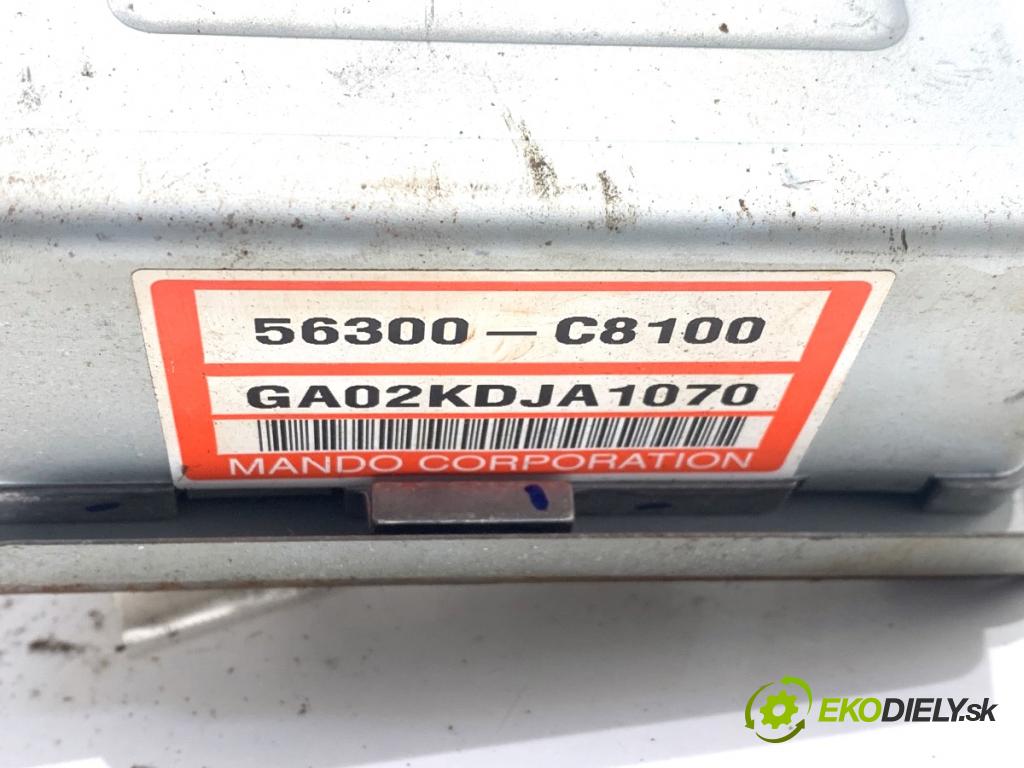 56300-C8100
GA02KDJA1070
MANDO CORPORATION
EKODIELY.sk